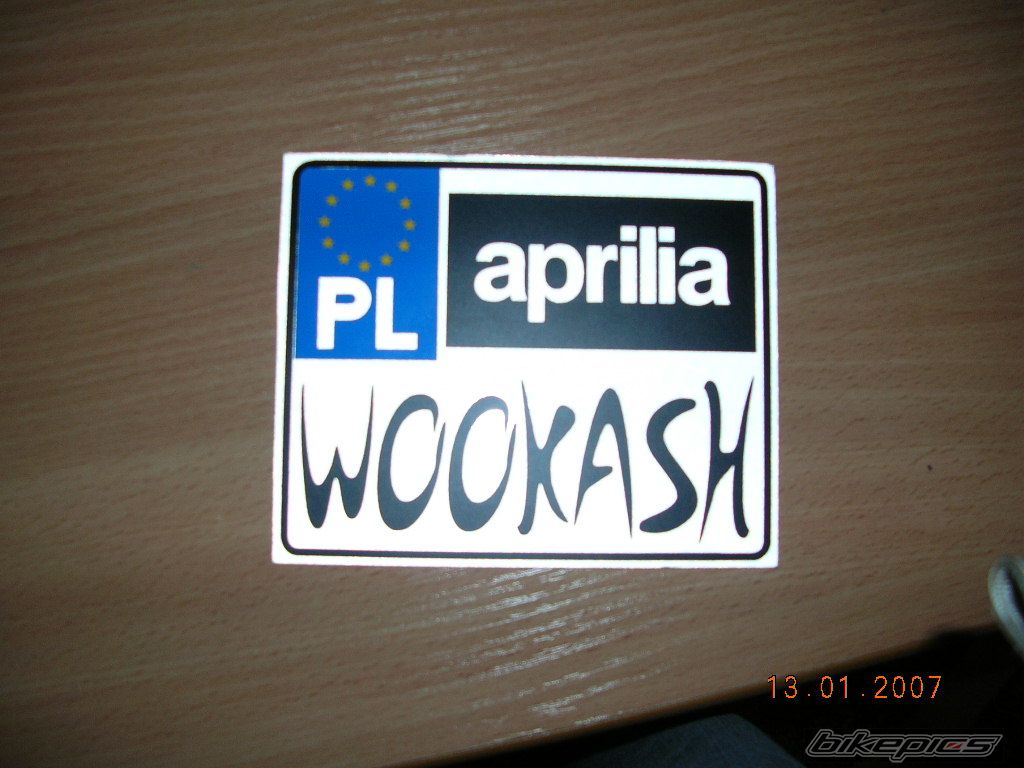 PL
aprilia
WOOKASH
13.01.2007
bikepics